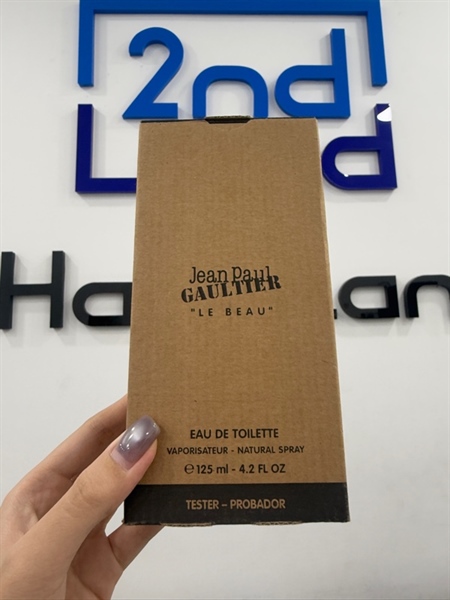 2nd
Jean Paul
GAULTIER
"LE BEAU"
EAU DE TOILETTE
VAPORISATEUR - NATURAL SPRAY
℮ 125 ml - 4.2 FL OZ
TESTER – PROBADOR